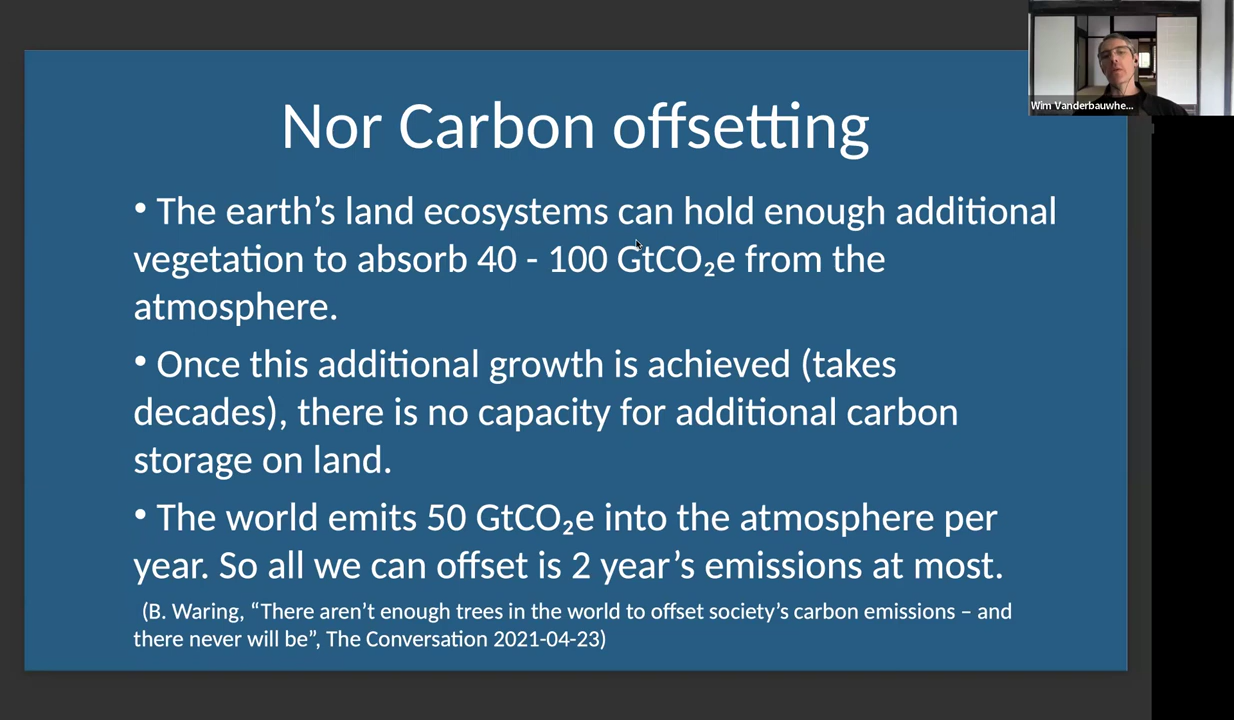 Wim Vanderbauwhe...
Nor Carbon offsetting
• The earth’s land ecosystems can hold enough additional
vegetation to absorb 40 - 100 GtCO₂e from the
atmosphere.
• Once this additional growth is achieved (takes
decades), there is no capacity for additional carbon
storage on land.
• The world emits 50 GtCO₂e into the atmosphere per
year. So all we can offset is 2 year’s emissions at most.
(B. Waring, “There aren’t enough trees in the world to offset society’s carbon emissions – and
there never will be”, The Conversation 2021-04-23)